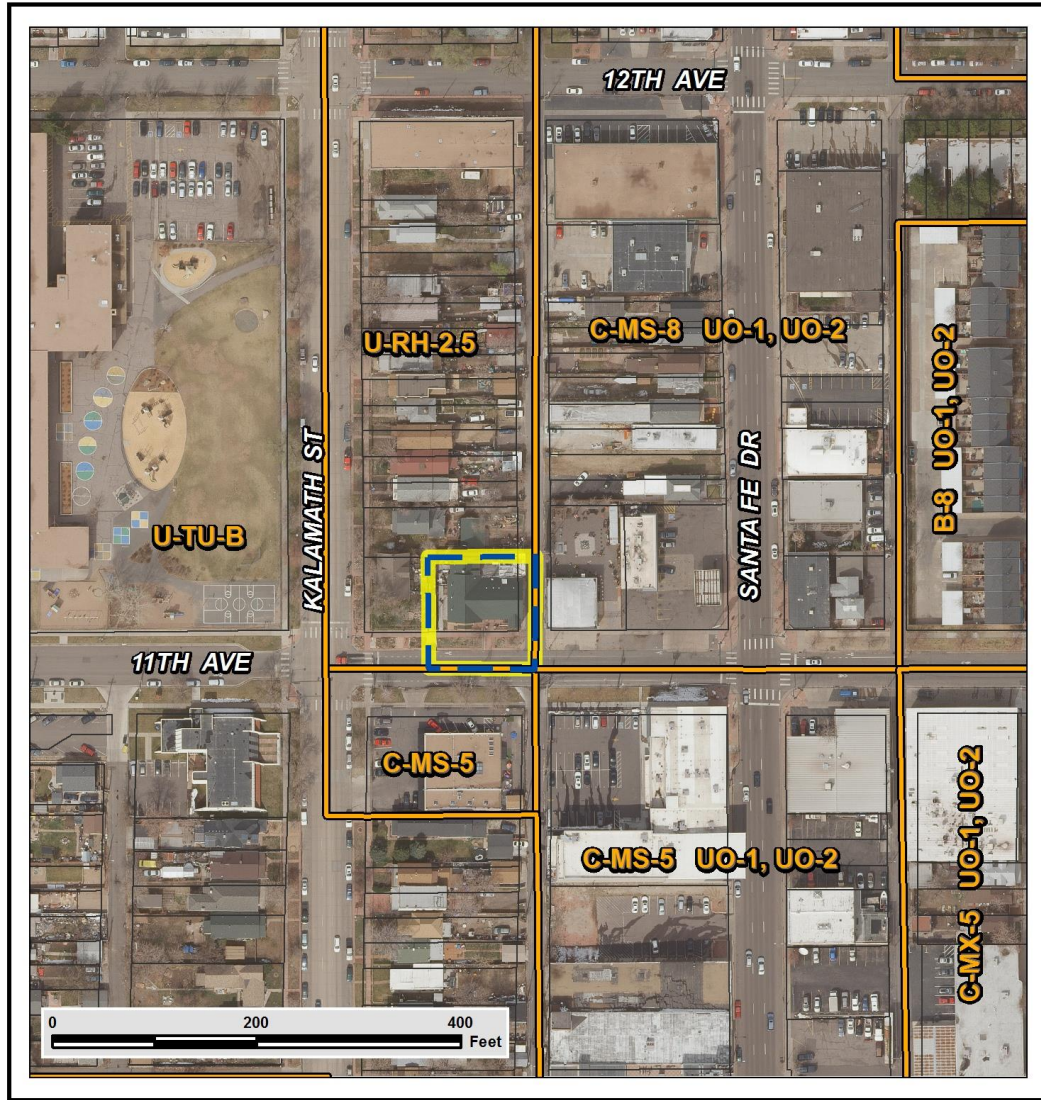 12TH AVE
U-RH-2.5
C-MS-8 UO-1, UO-2
B-8 UO-1, UO-2
KALAMATH ST
SANTA FE DR
U-TU-B
11TH AVE
C-MS-5
C-MS-5 UO-1, UO-2
C-MX-5 UO-1, UO-2
0 200 400
Feet